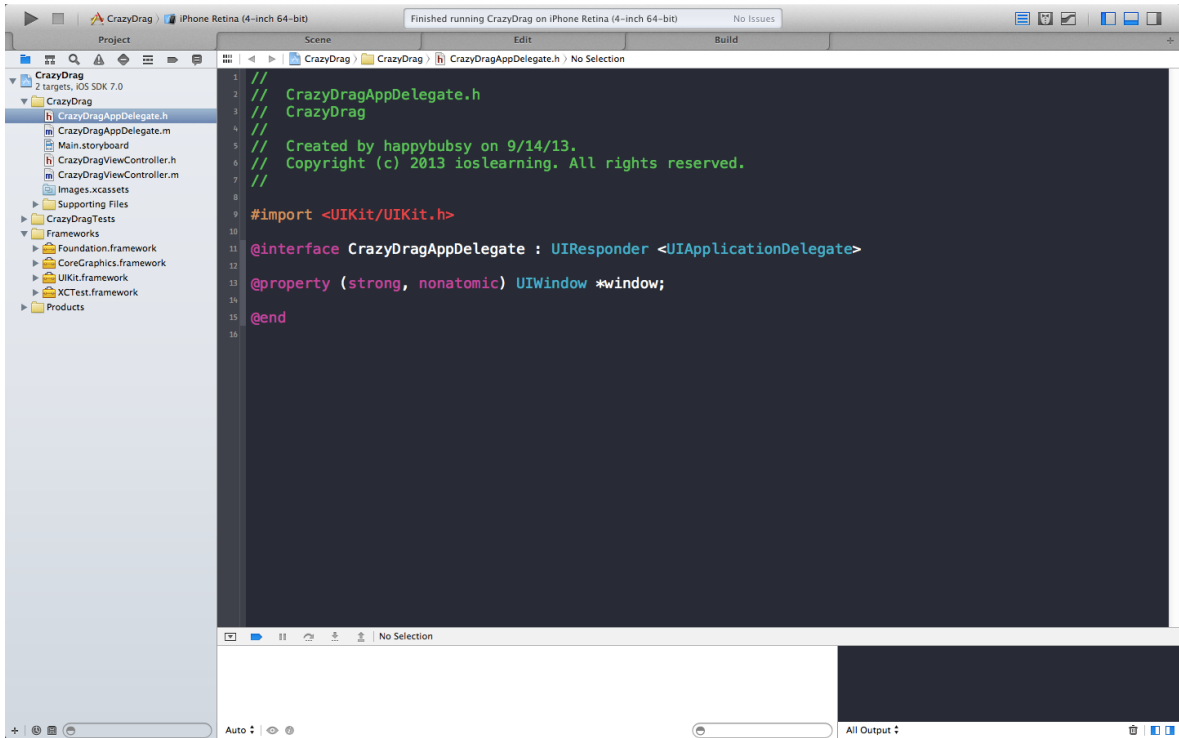 CrazyDrag 〉 iPhone Retina (4-inch 64-bit)
Finished running CrazyDrag on iPhone Retina (4-inch 64-bit) No Issues
Project Scene Edit Build
CrazyDrag 〉 CrazyDrag 〉 h CrazyDragAppDelegate.h 〉 No Selection
CrazyDrag
2 targets, iOS SDK 7.0
CrazyDrag
h CrazyDragAppDelegate.h
m CrazyDragAppDelegate.m
Main.storyboard
h CrazyDragViewController.h
m CrazyDragViewController.m
Images.xcassets
Supporting Files
CrazyDragTests
Frameworks
Foundation.framework
CoreGraphics.framework
UIKit.framework
XCTest.framework
Products
1 //
2 // CrazyDragAppDelegate.h
3 // CrazyDrag
4 //
5 // Created by happybubsy on 9/14/13.
6 // Copyright (c) 2013 ioslearning. All rights reserved.
7 //
8
9 #import <UIKit/UIKit.h>
10
11 @interface CrazyDragAppDelegate : UIResponder <UIApplicationDelegate>
12
13 @property (strong, nonatomic) UIWindow *window;
14
15 @end
16
No Selection
Auto
All Output